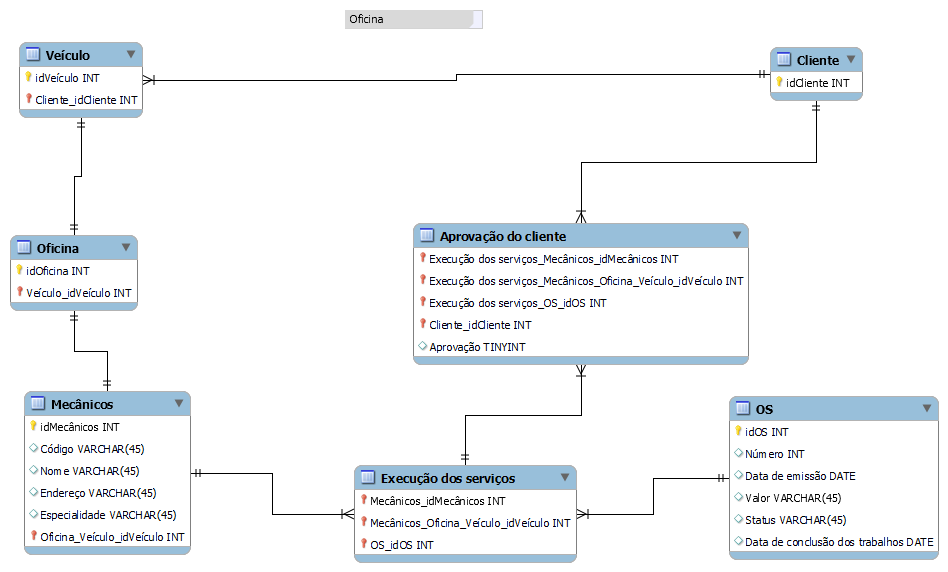 Oficina
Veículo
idVeículo INT
Cliente_idCliente INT
Cliente
idCliente INT
Oficina
idOficina INT
Veículo_idVeículo INT
Aprovação do cliente
Execução dos serviços_Mecânicos_idMecânicos INT
Execução dos serviços_Mecânicos_Oficina_Veículo_idVeículo INT
Execução dos serviços_OS_idOS INT
Cliente_idCliente INT
Aprovação TINYINT
Mecânicos
idMecânicos INT
Código VARCHAR(45)
Nome VARCHAR(45)
Endereço VARCHAR(45)
Especialidade VARCHAR(45)
Oficina_Veículo_idVeículo INT
Execução dos serviços
Mecânicos_idMecânicos INT
Mecânicos_Oficina_Veículo_idVeículo INT
OS_idOS INT
OS
idOS INT
Número INT
Data de emissão DATE
Valor VARCHAR(45)
Status VARCHAR(45)
Data de conclusão dos trabalhos DATE